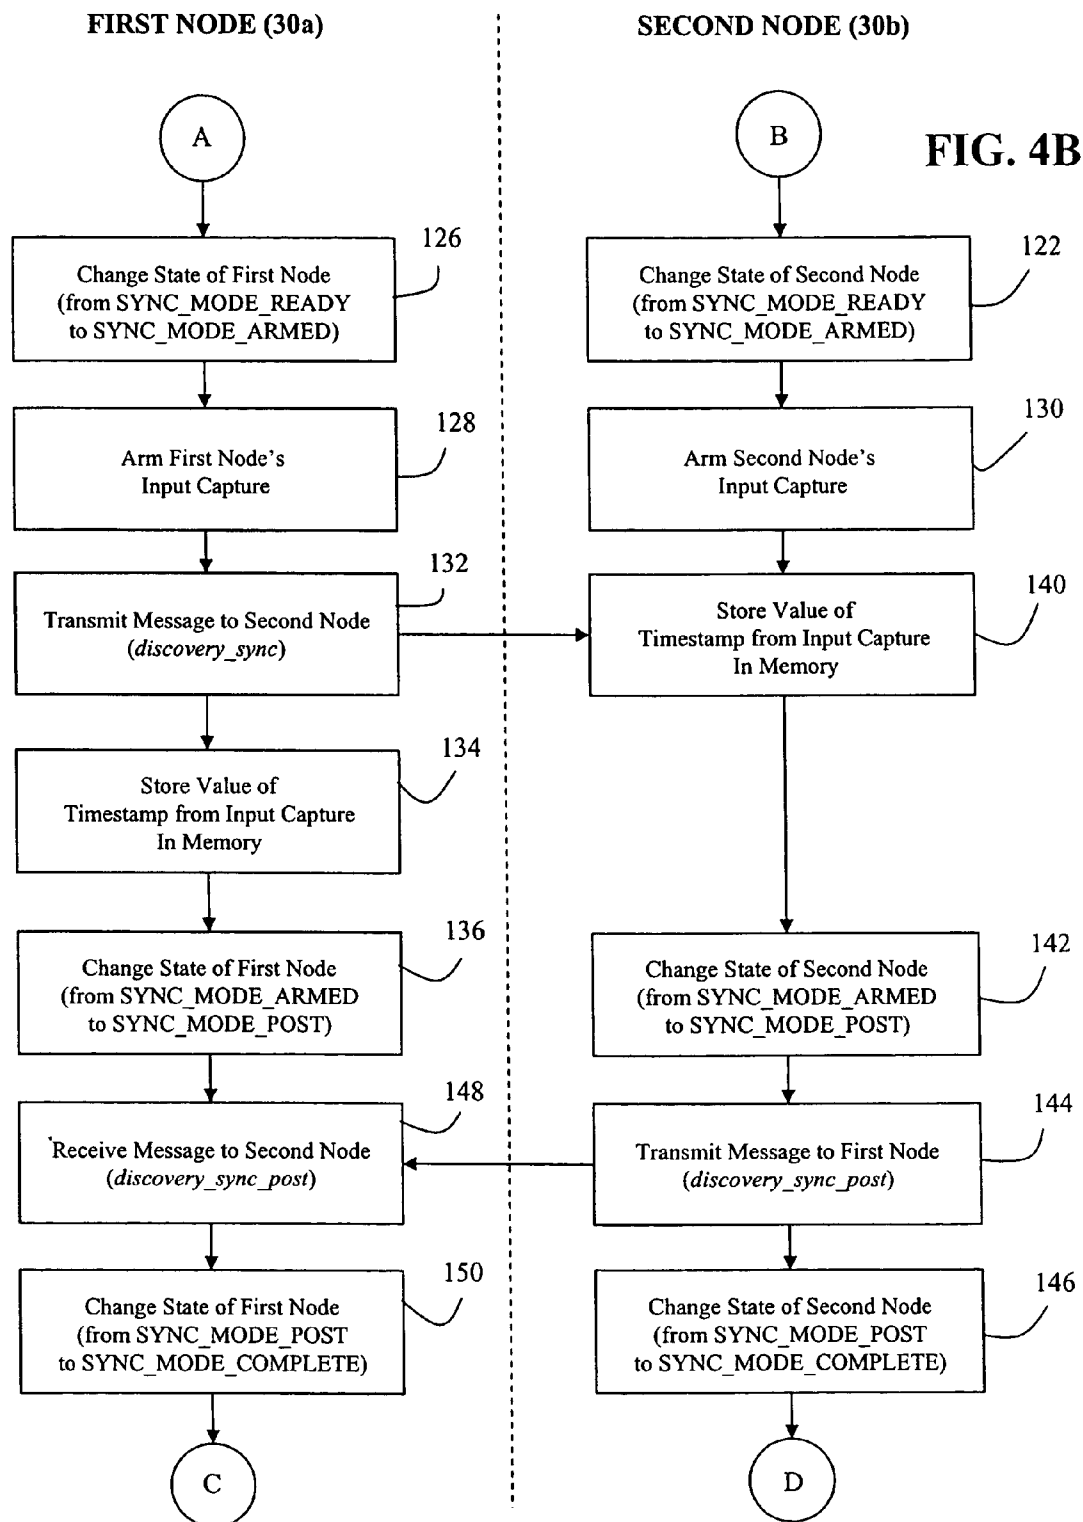 FIRST NODE (30a)
SECOND NODE (30b)
A
B
FIG. 4B
126
Change State of First Node
(from SYNC_MODE_READY
to SYNC_MODE_ARMED)
122
Change State of Second Node
(from SYNC_MODE_READY
to SYNC_MODE_ARMED)
128
Arm First Node's
Input Capture
130
Arm Second Node's
Input Capture
132
Transmit Message to Second Node
(discovery_sync)
140
Store Value of
Timestamp from Input Capture
In Memory
134
Store Value of
Timestamp from Input Capture
In Memory
136
Change State of First Node
(from SYNC_MODE_ARMED
to SYNC_MODE_POST)
142
Change State of Second Node
(from SYNC_MODE_ARMED
to SYNC_MODE_POST)
148
Receive Message to Second Node
(discovery_sync_post)
144
Transmit Message to First Node
(discovery_sync_post)
150
Change State of First Node
(from SYNC_MODE_POST
to SYNC_MODE_COMPLETE)
146
Change State of Second Node
(from SYNC_MODE_POST
to SYNC_MODE_COMPLETE)
C
D